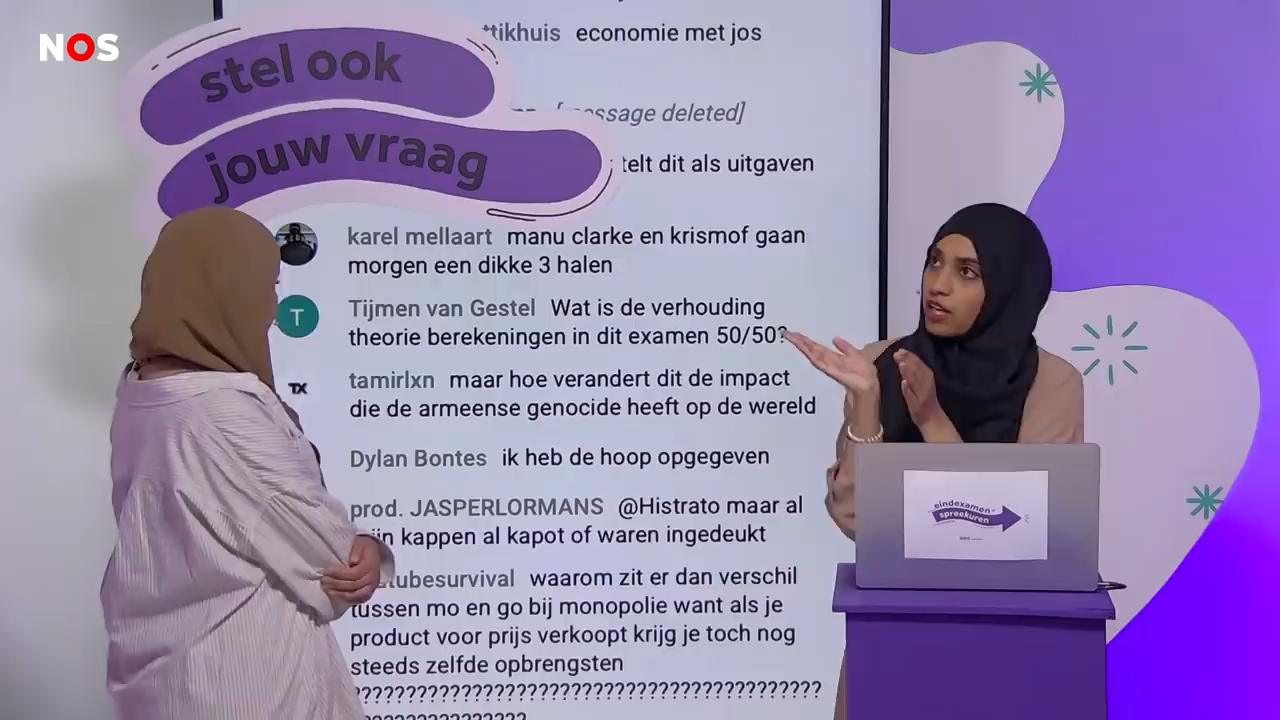 NOS
stel ook
jouw vraag
ttikhuis economie met jos
[message deleted]
telt dit als uitgaven
karel mellaart manu clarke en krismof gaan
morgen een dikke 3 halen
T
Tijmen van Gestel Wat is de verhouding
theorie berekeningen in dit examen 50/50?
TX
tamirlxn maar hoe verandert dit de impact
die de armeense genocide heeft op de wereld
Dylan Bontes ik heb de hoop opgegeven
prod. JASPERLORMANS @Histrato maar al
kappen al kapot of waren ingedeukt
tubesurvival waarom zit er dan verschil
tussen mo en go bij monopolie want als je
product voor prijs verkoopt krijg je toch nog
steeds zelfde opbrengsten
eindexamen
spreekuren